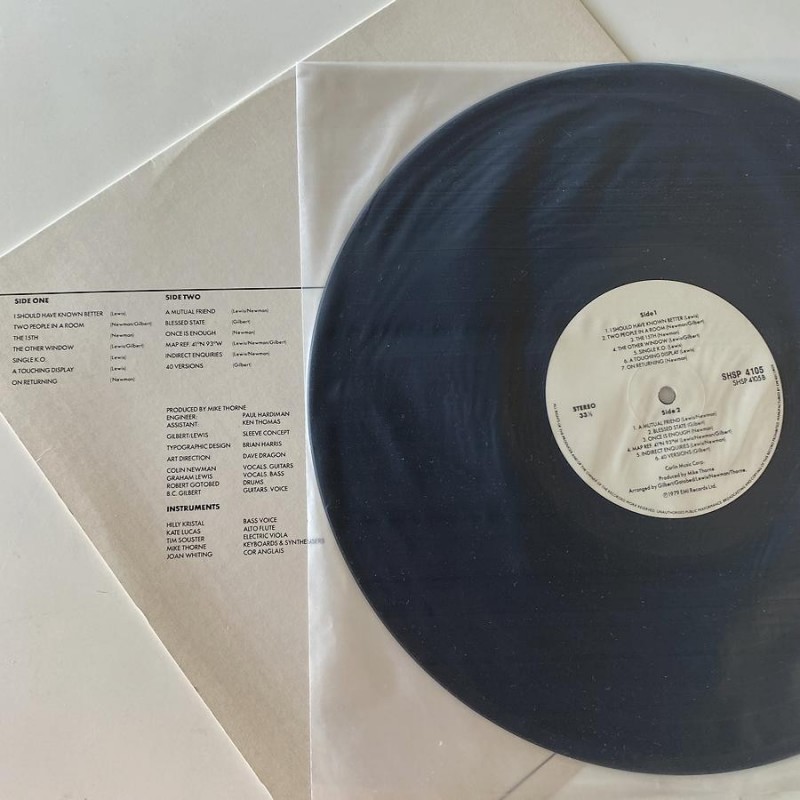 SIDE ONE
I SHOULD HAVE KNOWN BETTER (Lewis)
TWO PEOPLE IN A ROOM (Newman/Gilbert)
THE 15TH (Newman)
THE OTHER WINDOW (Lewis/Gilbert)
SINGLE K.O. (Lewis)
A TOUCHING DISPLAY (Lewis)
ON RETURNING (Newman)
SIDE TWO
A MUTUAL FRIEND (Lewis/Newman)
BLESSED STATE (Gilbert)
ONCE IS ENOUGH (Newman)
MAP REF. 41°N 93°W (Lewis/Newman/Gilbert)
INDIRECT ENQUIRIES (Lewis/Newman)
40 VERSIONS (Gilbert)
PRODUCED BY MIKE THORNE
ENGINEER: PAUL HARDIMAN
ASSISTANT: KEN THOMAS
GILBERT-LEWIS SLEEVE CONCEPT
TYPOGRAPHIC DESIGN BRIAN HARRIS
ART DIRECTION DAVE DRAGON
COLIN NEWMAN VOCALS. GUITARS
GRAHAM LEWIS VOCALS. BASS
ROBERT GOTOBED DRUMS
B.C. GILBERT GUITARS. VOICE
INSTRUMENTS
HILLY KRISTAL BASS VOICE
KATE LUCAS ALTO FLUTE
TIM SOUSTER ELECTRIC VIOLA
MIKE THORNE KEYBOARDS & SYNTHESISERS
JOAN WHITING COR ANGLAIS
Side 1
1. I SHOULD HAVE KNOWN BETTER (Lewis)
2. TWO PEOPLE IN A ROOM (Newman/Gilbert)
3. THE 15TH (Newman)
4. THE OTHER WINDOW (Lewis/Gilbert)
5. SINGLE K.O. (Lewis)
6. A TOUCHING DISPLAY (Lewis)
7. ON RETURNING (Newman)
SHSP 4105
SHSP 4105B
STEREO
33⅓
Side 2
1. A MUTUAL FRIEND (Lewis/Newman)
2. BLESSED STATE (Gilbert)
3. ONCE IS ENOUGH (Newman)
4. MAP REF. 41°N 93°W (Lewis/Newman/Gilbert)
5. INDIRECT ENQUIRIES (Lewis/Newman)
6. 40 VERSIONS (Gilbert)
Carlin Music Corp.
Produced by Mike Thorne
Arranged by Gilbert/Gotobed/Lewis/Newman/Thorne.
℗1979 EMI Records Ltd.